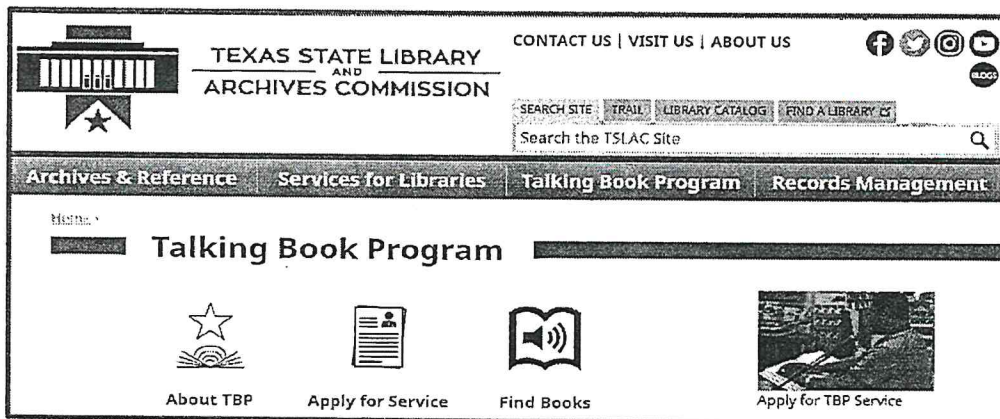 TEXAS STATE LIBRARY
AND
ARCHIVES COMMISSION
CONTACT US | VISIT US | ABOUT US
BLOGS
SEARCH SITE TRAIL LIBRARY CATALOG FIND A LIBRARY
Search the TSLAC Site
Archives & Reference Services for Libraries Talking Book Program Records Management
Home ›
Talking Book Program
About TBP
Apply for Service
Find Books
Apply for TBP Service